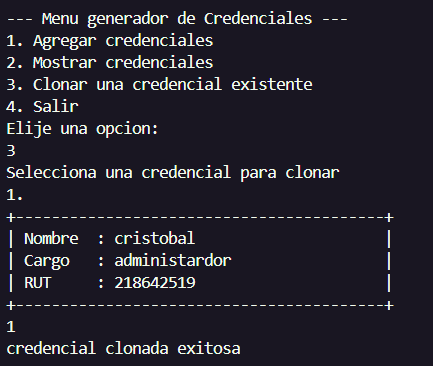 --- Menu generador de Credenciales ---
1. Agregar credenciales
2. Mostrar credenciales
3. Clonar una credencial existente
4. Salir
Elije una opcion:
3
Selecciona una credencial para clonar
1.
+----------------------------------------+
| Nombre  : cristobal                    |
| Cargo   : administardor                |
| RUT     : 218642519                    |
+----------------------------------------+
1
credencial clonada exitosa